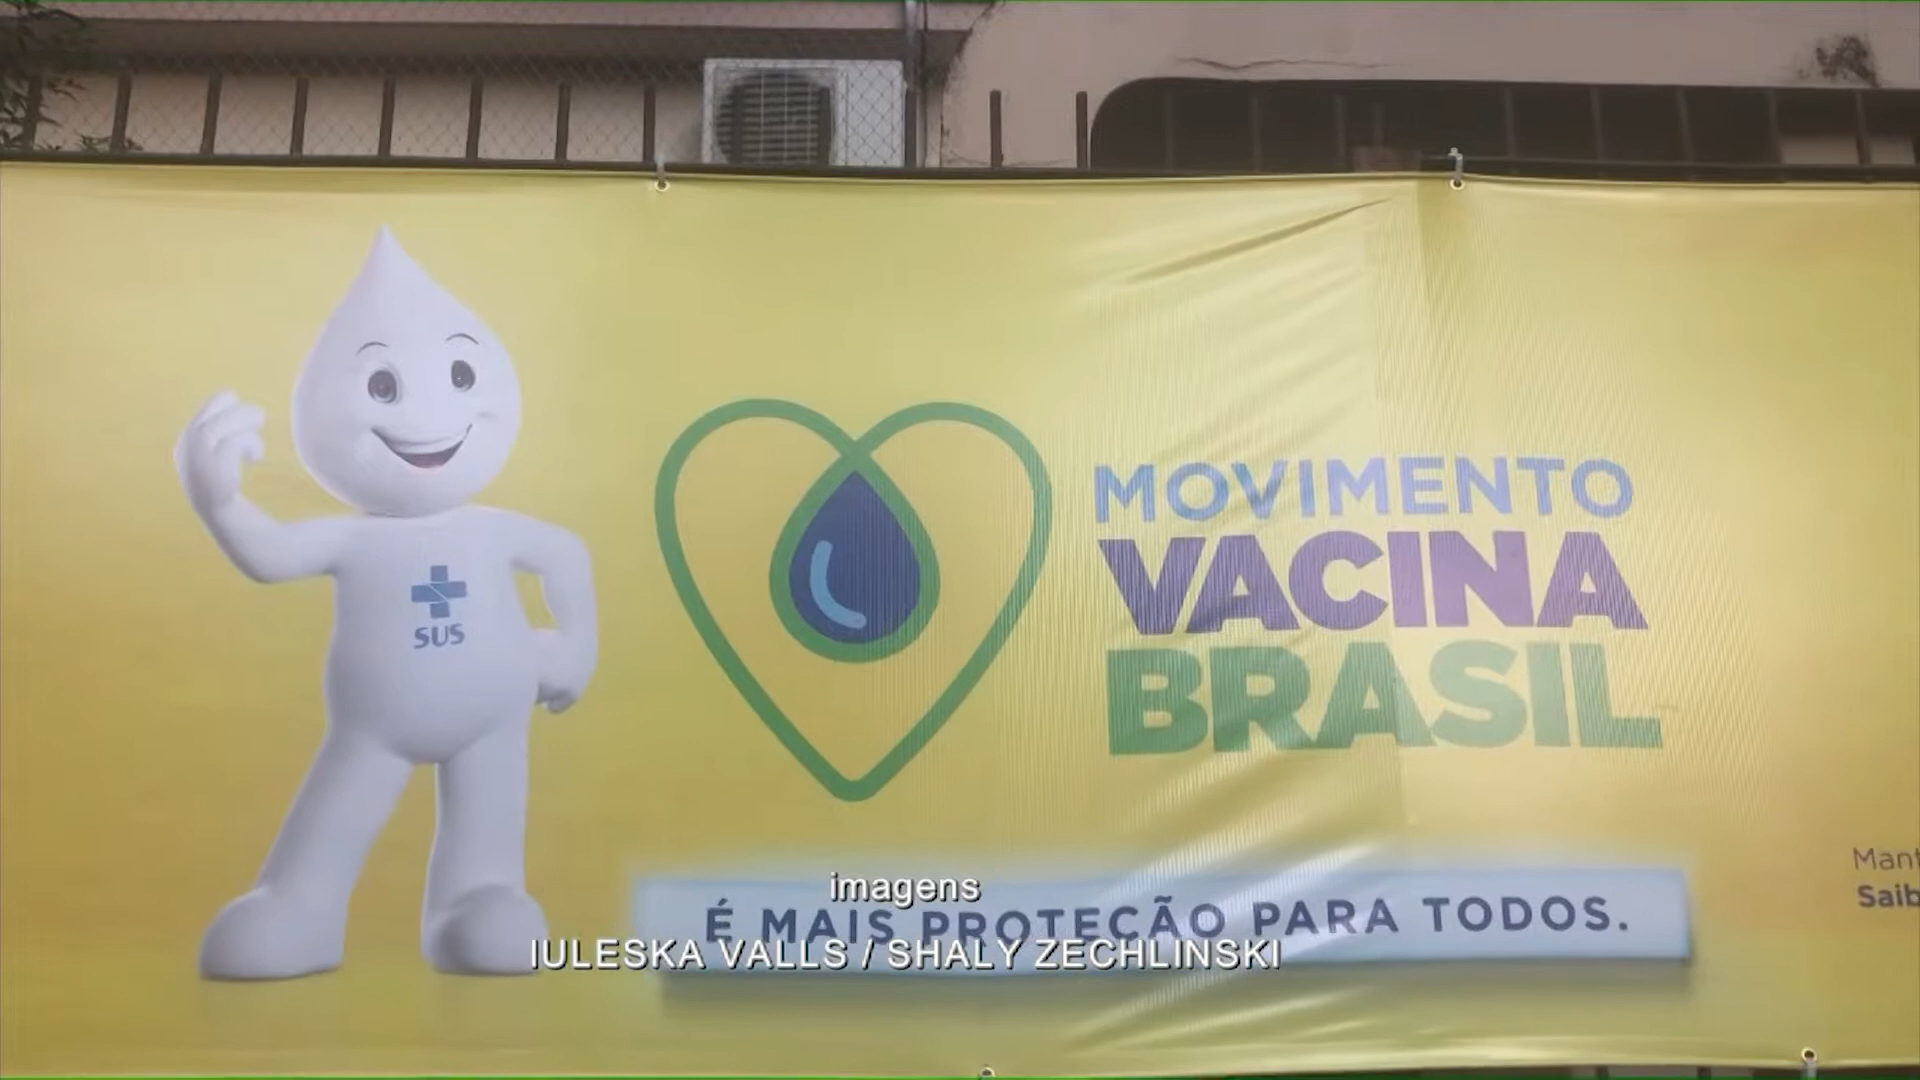 SUS
MOVIMENTO
VACINA
BRASIL
É MAIS PROTEÇÃO PARA TODOS.
imagens
IULESKA VALLS / SHALY ZECHLINSKI